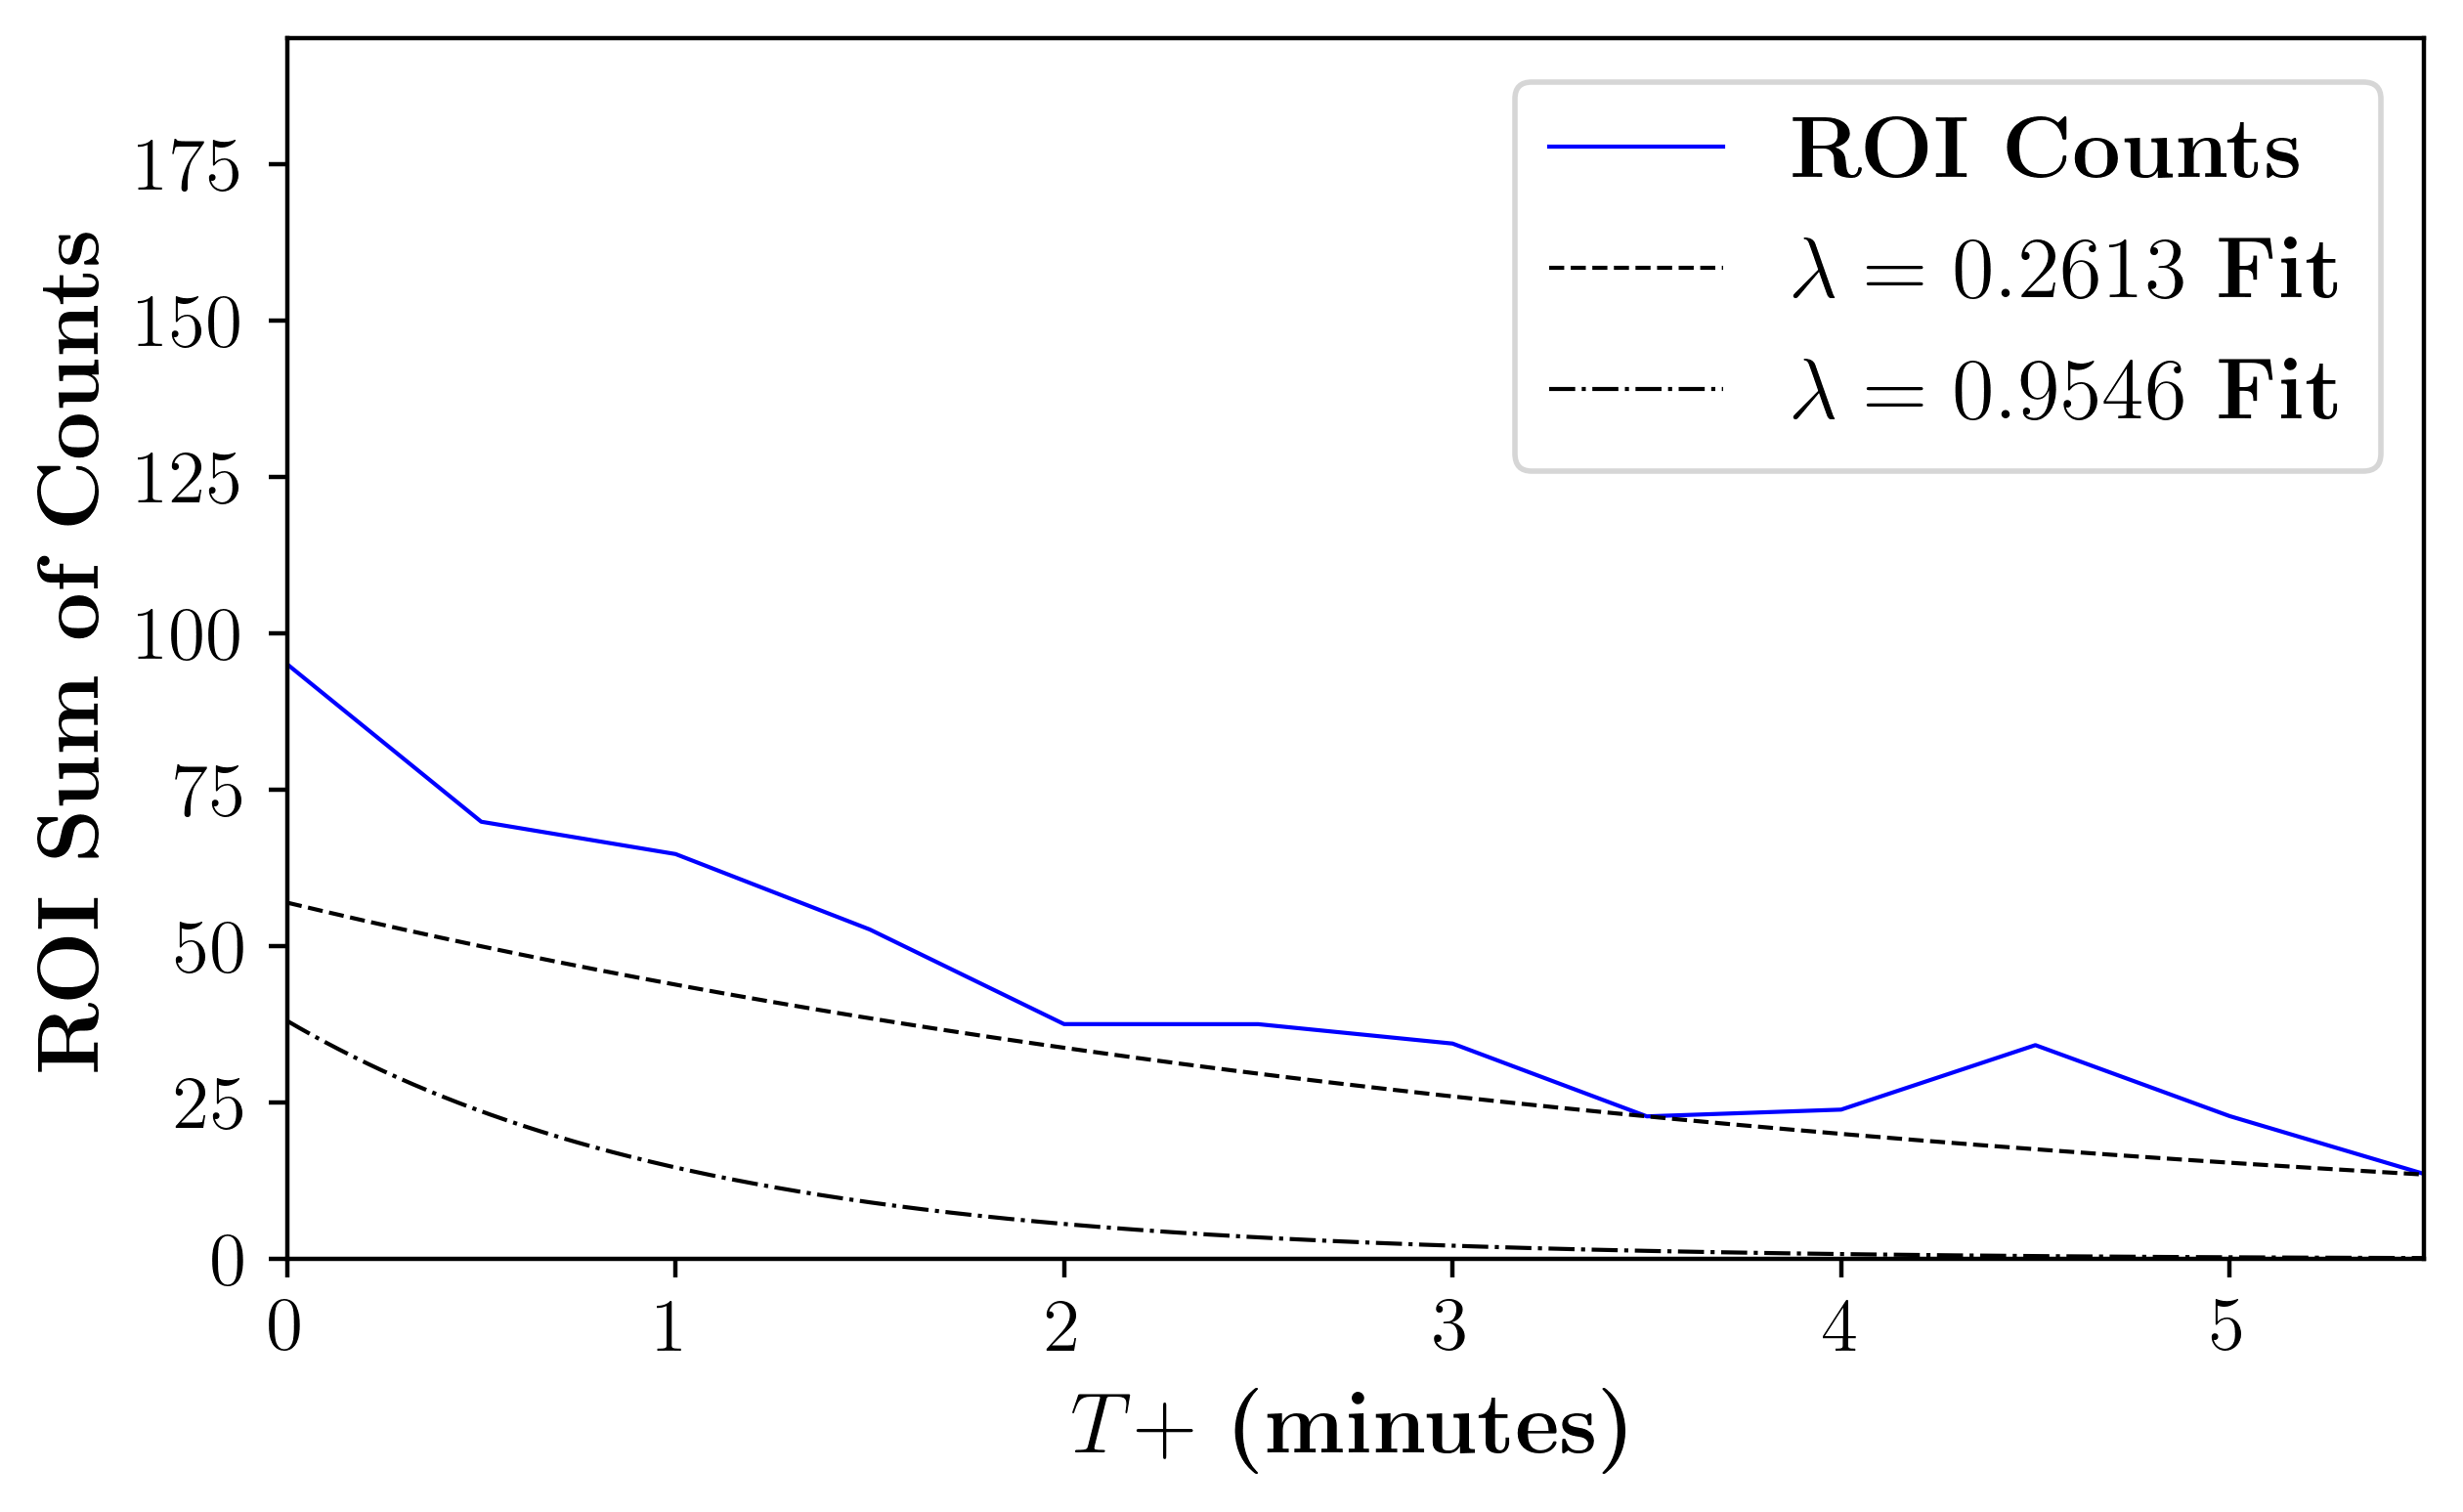 ROI Sum of Counts
175
150
125
100
75
50
25
0
ROI Counts
λ = 0.2613 Fit
λ = 0.9546 Fit
0 1 2 3 4 5
T+ (minutes)